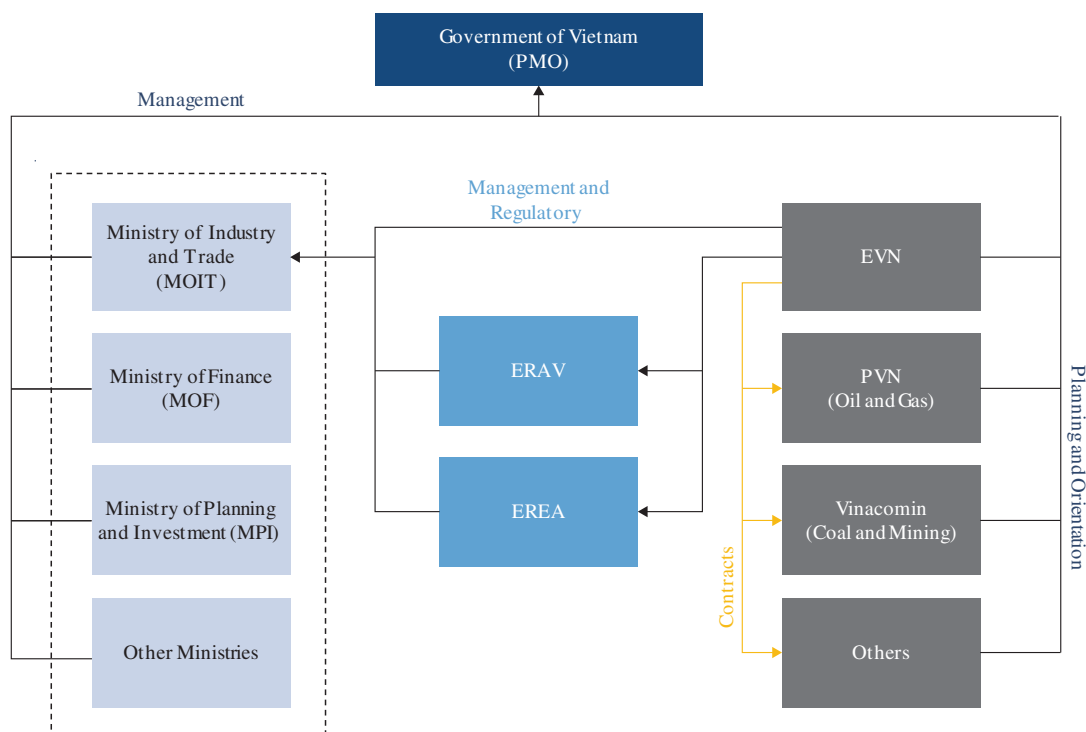 Government of Vietnam
(PMO)
Management
Management and
Regulatory
Ministry of Industry
and Trade
(MOIT)
EVN
ERAV
Ministry of Finance
(MOF)
PVN
(Oil and Gas)
Planning and Orientation
EREA
Ministry of Planning
and Investment (MPI)
Vinacomin
(Coal and Mining)
Contracts
Other Ministries
Others